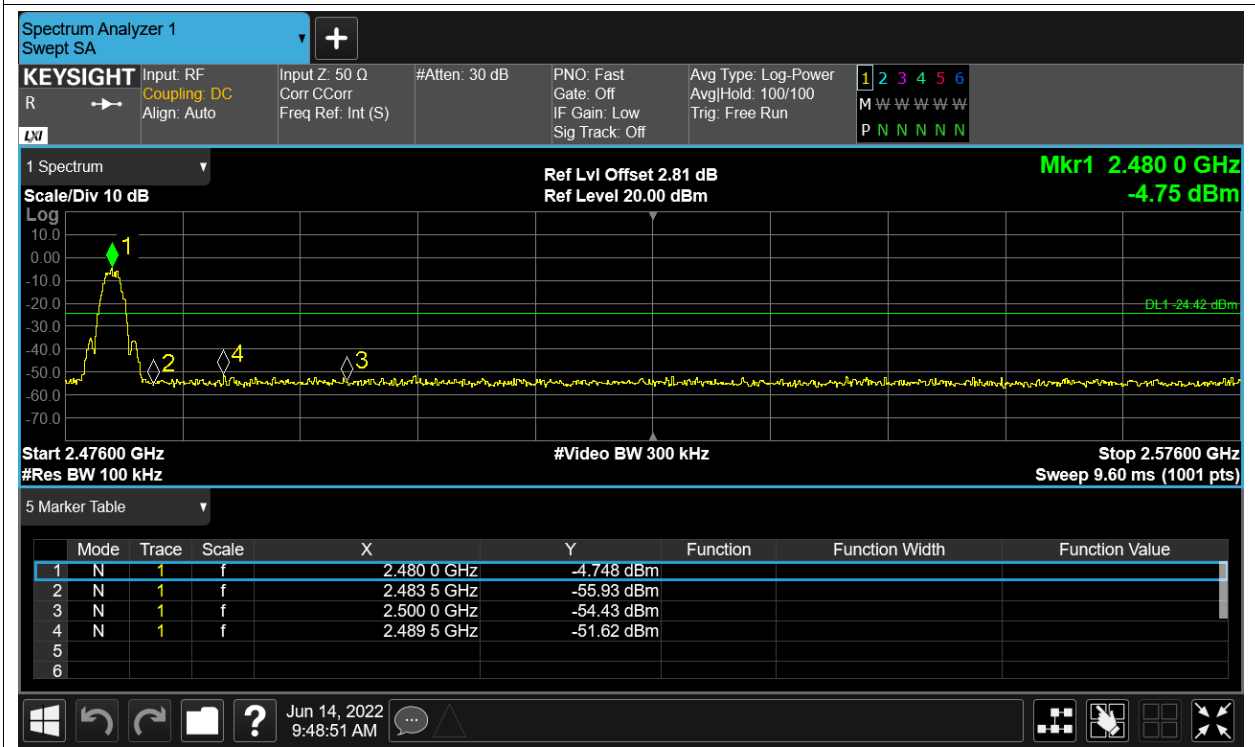 Spectrum Analyzer 1
Swept SA
KEYSIGHT Input: RF Input Z: 50 Ω #Atten: 30 dB PNO: Fast Avg Type: Log-Power 1 2 3 4 5 6
R Coupling: DC Corr CCorr Gate: Off Avg|Hold: 100/100 M W W W W W
Align: Auto Freq Ref: Int (S) IF Gain: Low Trig: Free Run
LXI Sig Track: Off P N N N N N
1 Spectrum Ref Lvl Offset 2.81 dB Mkr1 2.480 0 GHz
Scale/Div 10 dB Ref Level 20.00 dBm -4.75 dBm
Log
10.0
1
0.00
-10.0
-20.0
DL1 -24.42 dBm
-30.0
-40.0
2 4 3
-50.0
-60.0
-70.0
Start 2.47600 GHz #Video BW 300 kHz Stop 2.57600 GHz
#Res BW 100 kHz Sweep 9.60 ms (1001 pts)
5 Marker Table
Mode Trace Scale X Y Function Function Width Function Value
1 N 1 f 2.480 0 GHz -4.748 dBm
2 N 1 f 2.483 5 GHz -55.93 dBm
3 N 1 f 2.500 0 GHz -54.43 dBm
4 N 1 f 2.489 5 GHz -51.62 dBm
5
6
? Jun 14, 2022
9:48:51 AM